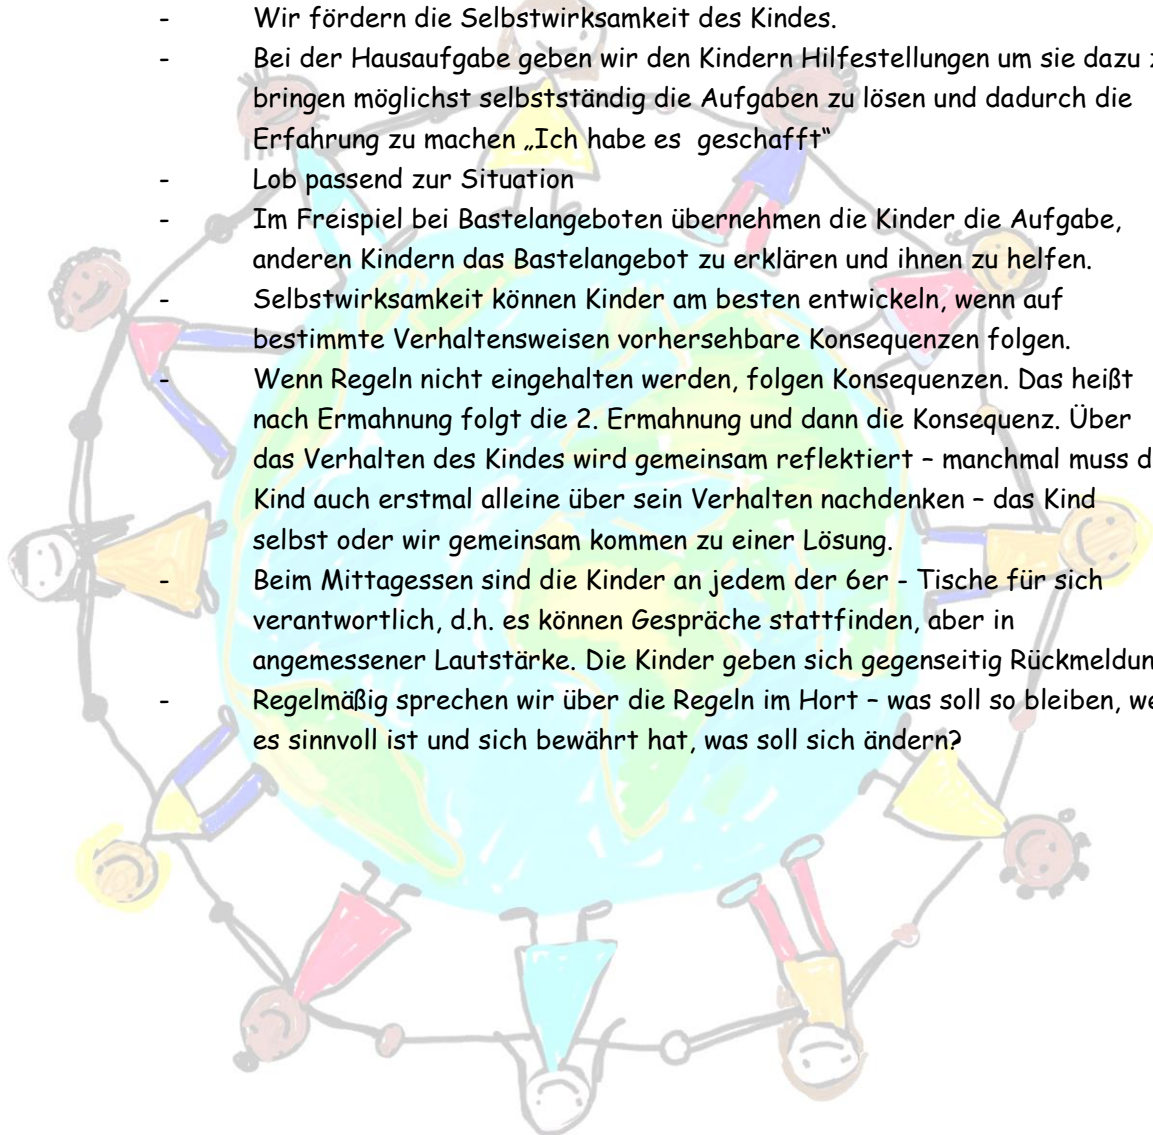 - Wir fördern die Selbstwirksamkeit des Kindes.
- Bei der Hausaufgabe geben wir den Kindern Hilfestellungen um sie dazu
bringen möglichst selbstständig die Aufgaben zu lösen und dadurch die
Erfahrung zu machen „Ich habe es geschafft“
- Lob passend zur Situation
- Im Freispiel bei Bastelangeboten übernehmen die Kinder die Aufgabe,
anderen Kindern das Bastelangebot zu erklären und ihnen zu helfen.
- Selbstwirksamkeit können Kinder am besten entwickeln, wenn auf
bestimmte Verhaltensweisen vorhersehbare Konsequenzen folgen.
- Wenn Regeln nicht eingehalten werden, folgen Konsequenzen. Das heißt
nach Ermahnung folgt die 2. Ermahnung und dann die Konsequenz. Über
das Verhalten des Kindes wird gemeinsam reflektiert – manchmal muss
Kind auch erstmal alleine über sein Verhalten nachdenken – das Kind
selbst oder wir gemeinsam kommen zu einer Lösung.
- Beim Mittagessen sind die Kinder an jedem der 6er - Tische für sich
verantwortlich, d.h. es können Gespräche stattfinden, aber in
angemessener Lautstärke. Die Kinder geben sich gegenseitig
- Regelmäßig sprechen wir über die Regeln im Hort – was soll so bleiben,
es sinnvoll ist und sich bewährt hat, was soll sich ändern?